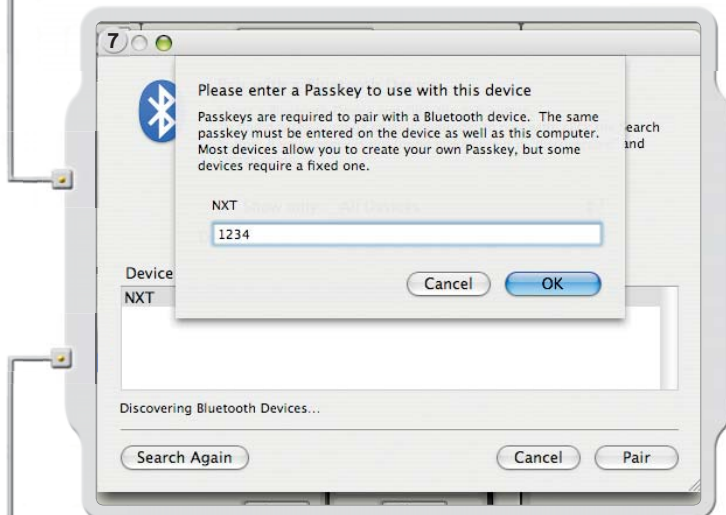 7
Please enter a Passkey to use with this device
Passkeys are required to pair with a Bluetooth device. The same
passkey must be entered on the device as well as this computer.
Most devices allow you to create your own Passkey, but some
devices require a fixed one.
earch
and
NXT
1234
Cancel OK
Device
NXT
Discovering Bluetooth Devices...
Search Again Cancel Pair